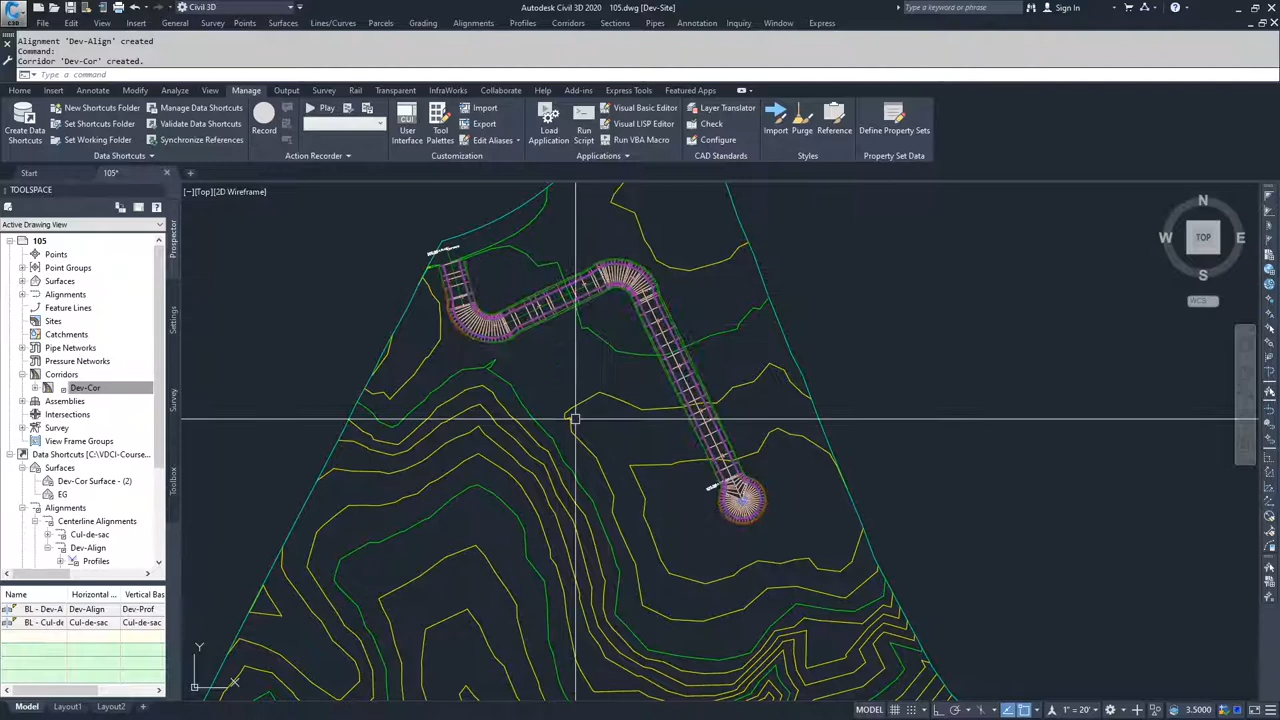 Civil 3D
Autodesk Civil 3D 2020 105.dwg [Dev-Site]
Type a keyword or phrase
Sign In
C3D
File Edit View Insert General Survey Points Surfaces Lines/Curves Parcels Grading Alignments Profiles Corridors Sections Pipes Annotation Inquiry Window Express
Alignment 'Dev-Align' created
Command:
Corridor 'Dev-Cor' created.
Type a command
Home Insert Annotate Modify Analyze View Manage Output Survey Rail Transparent InfraWorks Collaborate Help Add-ins Express Tools Featured Apps
Create Data Shortcuts
New Shortcuts Folder
Set Shortcuts Folder
Set Working Folder
Manage Data Shortcuts
Validate Data Shortcuts
Synchronize References
Data Shortcuts
Record
Play
Action Recorder
CUI
User Interface
Tool Palettes
Import
Export
Edit Aliases
Customization
Load Application
Run Script
Visual Basic Editor
Visual LISP Editor
Run VBA Macro
Applications
Layer Translator
Check
Configure
CAD Standards
Import
Purge
Reference
Styles
Define Property Sets
Property Set Data
Start
105*
TOOLSPACE
[−][Top][2D Wireframe]
Active Drawing View
105
Points
Point Groups
Surfaces
Alignments
Feature Lines
Sites
Catchments
Pipe Networks
Pressure Networks
Corridors
Dev-Cor
Assemblies
Intersections
Survey
View Frame Groups
Data Shortcuts [C:\VDCI-Course...
Surfaces
Dev-Cor Surface - (2)
EG
Alignments
Centerline Alignments
Cul-de-sac
Dev-Align
Profiles
Prospector
Settings
Survey
Toolbox
N
W TOP E
S
WCS
Name Horizontal ... Vertical Bas
BL - Dev-A Dev-Align Dev-Prof
BL - Cul-de Cul-de-sac Cul-de-sac
Y
X
Model Layout1 Layout2
MODEL
1" = 20'
3.5000